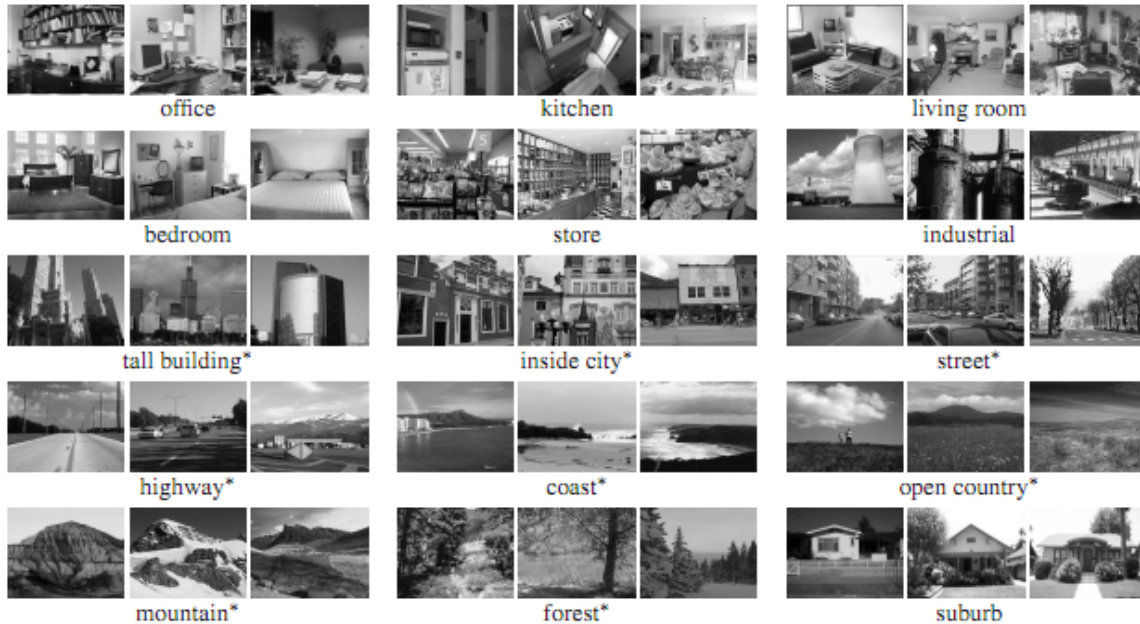 office
kitchen
living room
bedroom
store
industrial
tall building*
inside city*
street*
highway*
coast*
open country*
mountain*
forest*
suburb